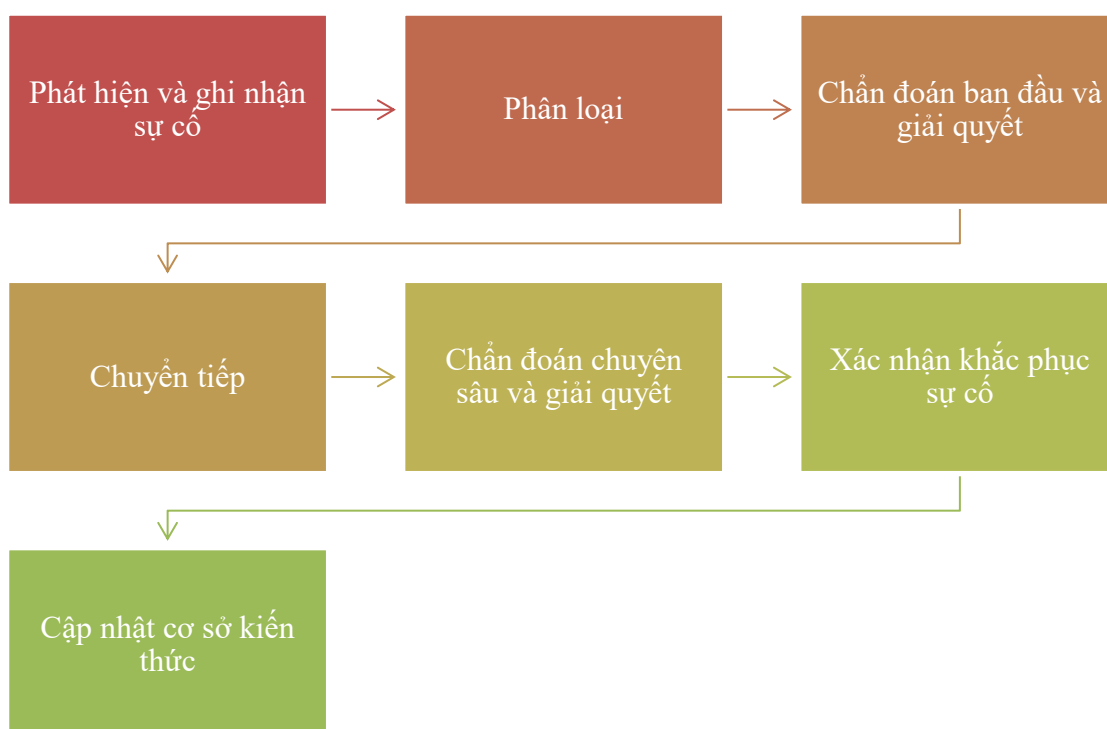 Phát hiện và ghi nhận
sự cố
Phân loại
Chẩn đoán ban đầu và
giải quyết
Chuyển tiếp
Chẩn đoán chuyên
sâu và giải quyết
Xác nhận khắc phục
sự cố
Cập nhật cơ sở kiến
thức